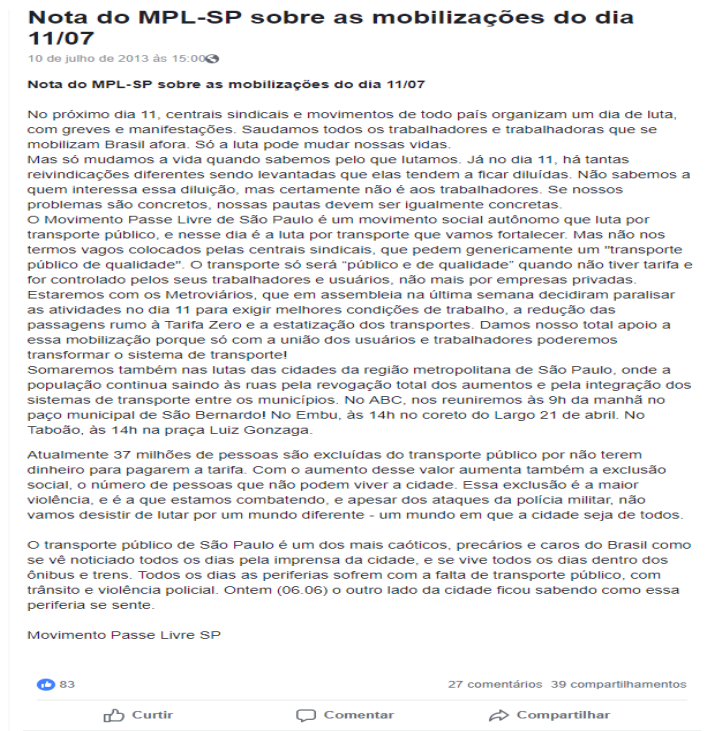 Nota do MPL-SP sobre as mobilizações do dia
11/07
10 de julho de 2013 às 15:00
Nota do MPL-SP sobre as mobilizações do dia 11/07
No próximo dia 11, centrais sindicais e movimentos de todo país organizam um dia de luta,
com greves e manifestações. Saudamos todos os trabalhadores e trabalhadoras que se
mobilizam Brasil afora. Só a luta pode mudar nossas vidas.
Mas só mudamos a vida quando sabemos pelo que lutamos. Já no dia 11, há tantas
reivindicações diferentes sendo levantadas que elas tendem a ficar diluídas. Não sabemos a
quem interessa essa diluição, mas certamente não é aos trabalhadores. Se nossos
problemas são concretos, nossas pautas devem ser igualmente concretas.
O Movimento Passe Livre de São Paulo é um movimento social autônomo que luta por
transporte público, e nesse dia é a luta por transporte que vamos fortalecer. Mas não nos
termos vagos colocados pelas centrais sindicais, que pedem genericamente um "transporte
público de qualidade". O transporte só será “público e de qualidade” quando não tiver tarifa e
for controlado pelos seus trabalhadores e usuários, não mais por empresas privadas.
Estaremos com os Metroviários, que em assembleia na última semana decidiram paralisar
as atividades no dia 11 para exigir melhores condições de trabalho, a redução das
passagens rumo à Tarifa Zero e a estatização dos transportes. Damos nosso total apoio a
essa mobilização porque só com a união dos usuários e trabalhadores poderemos
transformar o sistema de transporte!
Somaremos também nas lutas das cidades da região metropolitana de São Paulo, onde a
população continua saindo às ruas pela revogação total dos aumentos e pela integração dos
sistemas de transporte entre os municípios. No ABC, nos reuniremos às 9h da manhã no
paço municipal de São Bernardo! No Embu, às 14h no coreto do Largo 21 de abril. No
Taboão, às 14h na praça Luiz Gonzaga.
Atualmente 37 milhões de pessoas são excluídas do transporte público por não terem
dinheiro para pagarem a tarifa. Com o aumento desse valor aumenta também a exclusão
social, o número de pessoas que não podem viver a cidade. Essa exclusão é a maior
violência, e é a que estamos combatendo, e apesar dos ataques da polícia militar, não
vamos desistir de lutar por um mundo diferente - um mundo em que a cidade seja de todos.
O transporte público de São Paulo é um dos mais caóticos, precários e caros do Brasil como
se vê noticiado todos os dias pela imprensa da cidade, e se vive todos os dias dentro dos
ônibus e trens. Todos os dias as periferias sofrem com a falta de transporte público, com
trânsito e violência policial. Ontem (06.06) o outro lado da cidade ficou sabendo como essa
periferia se sente.
Movimento Passe Livre SP
83 27 comentários 39 compartilhamentos
Curtir Comentar Compartilhar